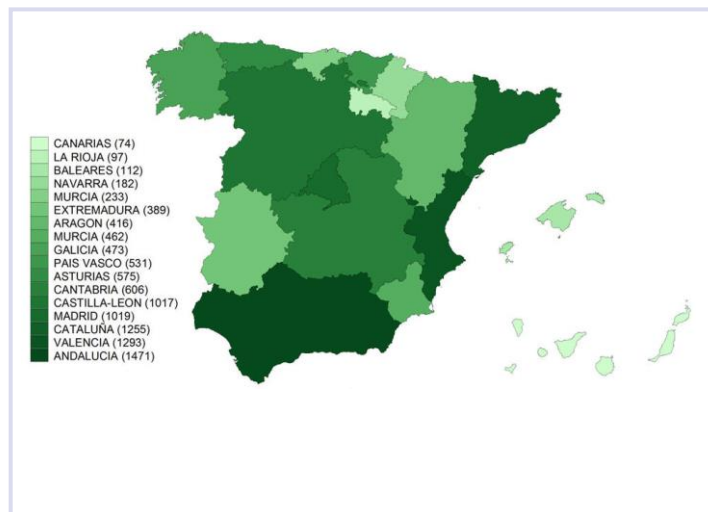 CANARIAS (74)
LA RIOJA (97)
BALEARES (112)
NAVARRA (182)
MURCIA (233)
EXTREMADURA (389)
ARAGON (416)
MURCIA (462)
GALICIA (473)
PAIS VASCO (531)
ASTURIAS (575)
CANTABRIA (606)
CASTILLA-LEON (1017)
MADRID (1019)
CATALUÑA (1255)
VALENCIA (1293)
ANDALUCIA (1471)